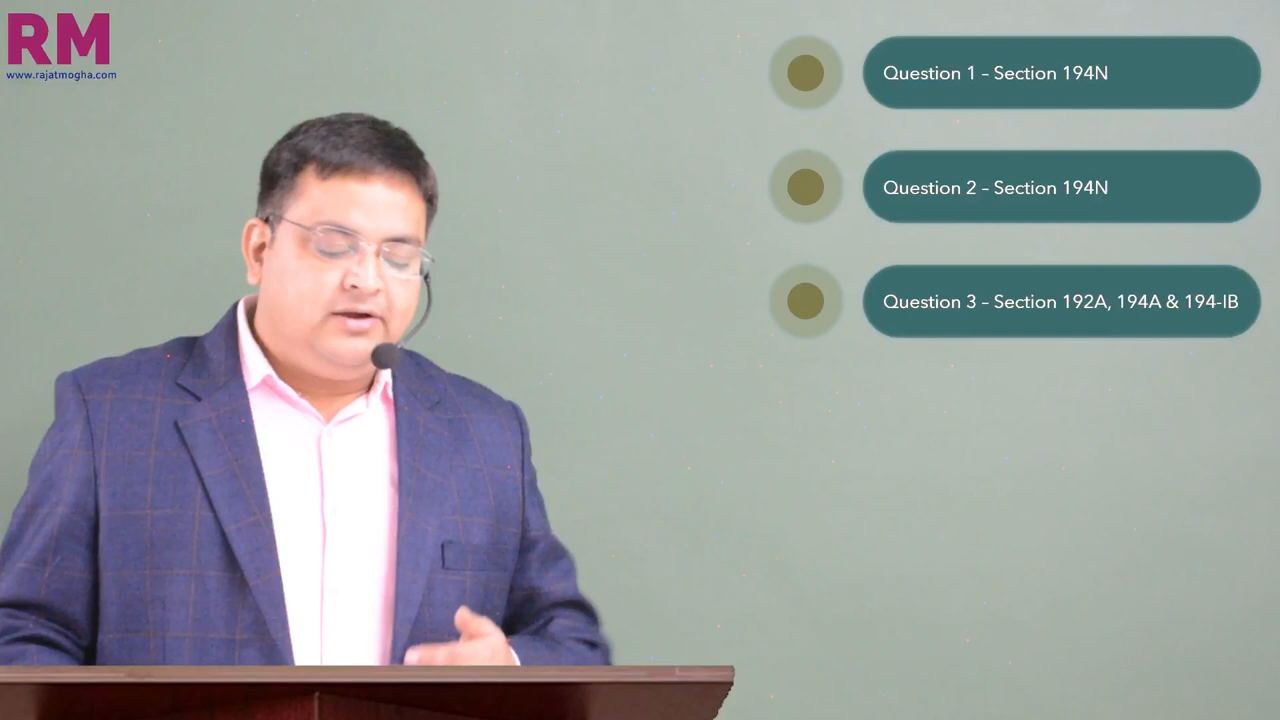 RM
www.rajatmogha.com
Question 1 – Section 194N
Question 2 – Section 194N
Question 3 – Section 192A, 194A & 194-IB